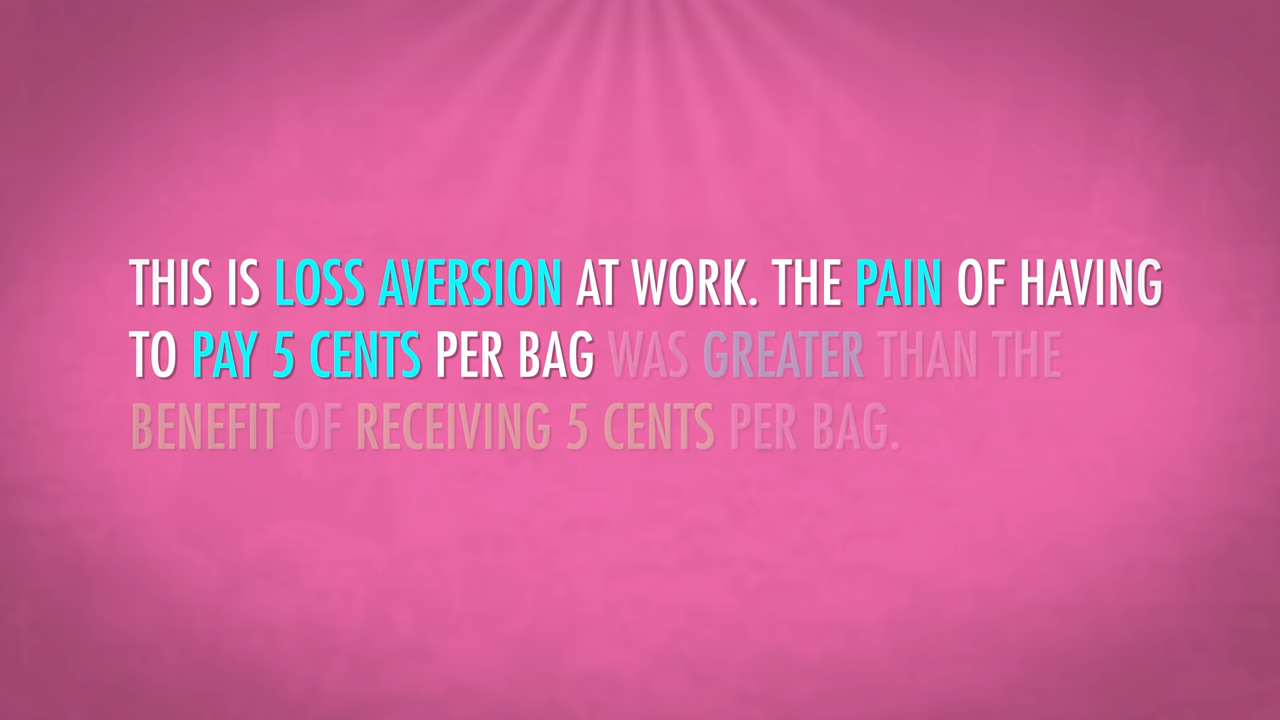 THIS IS LOSS AVERSION AT WORK. THE PAIN OF HAVING
TO PAY 5 CENTS PER BAG WAS GREATER THAN THE
BENEFIT OF RECEIVING 5 CENTS PER BAG.